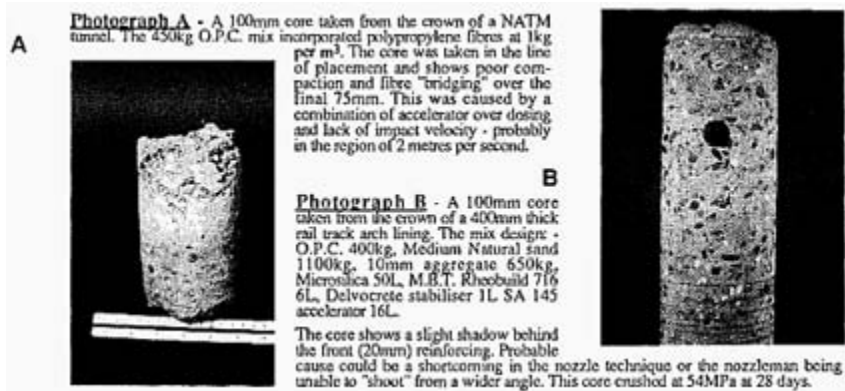 Photograph A - A 100mm core taken from the crown of a NATM
tunnel. The 450kg O.P.C. mix incorporated polypropylene fibres at 1kg
per m³. The core was taken in the line
of placement and shows poor com-
paction and fibre "bridging" over the
final 75mm. This was caused by a
combination of accelerator over dosing
and lack of impact velocity - probably
in the region of 2 metres per second.
A
B
Photograph B - A 100mm core
taken from the crown of a 400mm thick
rail track arch lining. The mix design: -
O.P.C. 400kg, Medium Natural sand
1100kg, 10mm aggregate 650kg,
Microsilica 50L, M.B.T. Rheobuild 716
6L, Delvocrete stabiliser 1L SA 145
accelerator 16L.
The core shows a slight shadow behind
the front (20mm) reinforcing. Probable
cause could be a shortcoming in the nozzle technique or the nozzleman being
unable to "shoot" from a wider angle. This core crushed at 54MPa at 28 days.